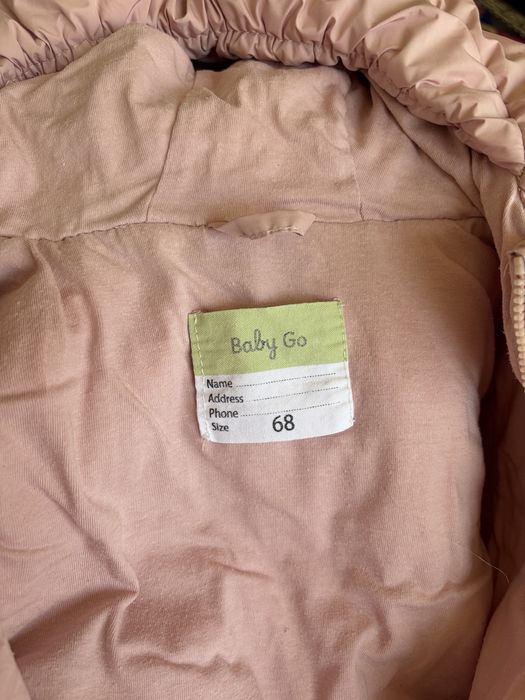 Baby Go
Name
Address
Phone
Size 68